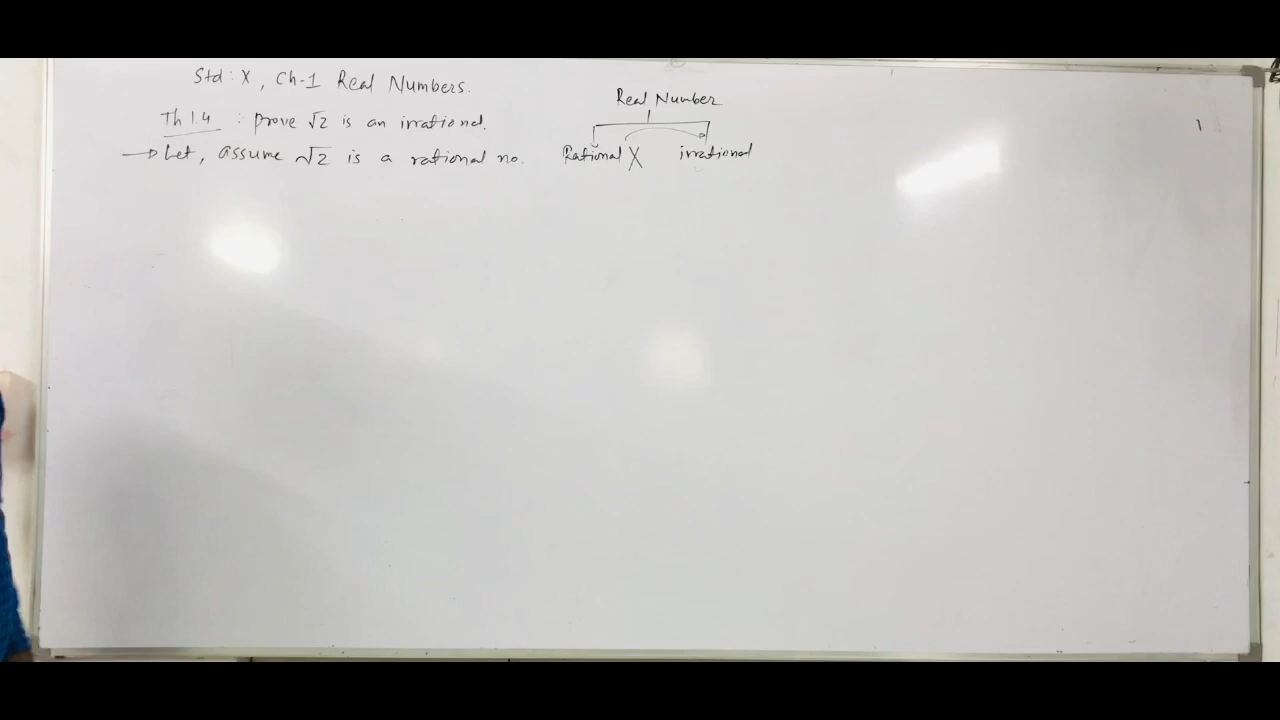 Std: X, Ch-1 Real Numbers.
Th 1.4 : prove √2 is an irrational.
→ Let, assume √2 is a rational no.
Real Number
Rational X irrational
1